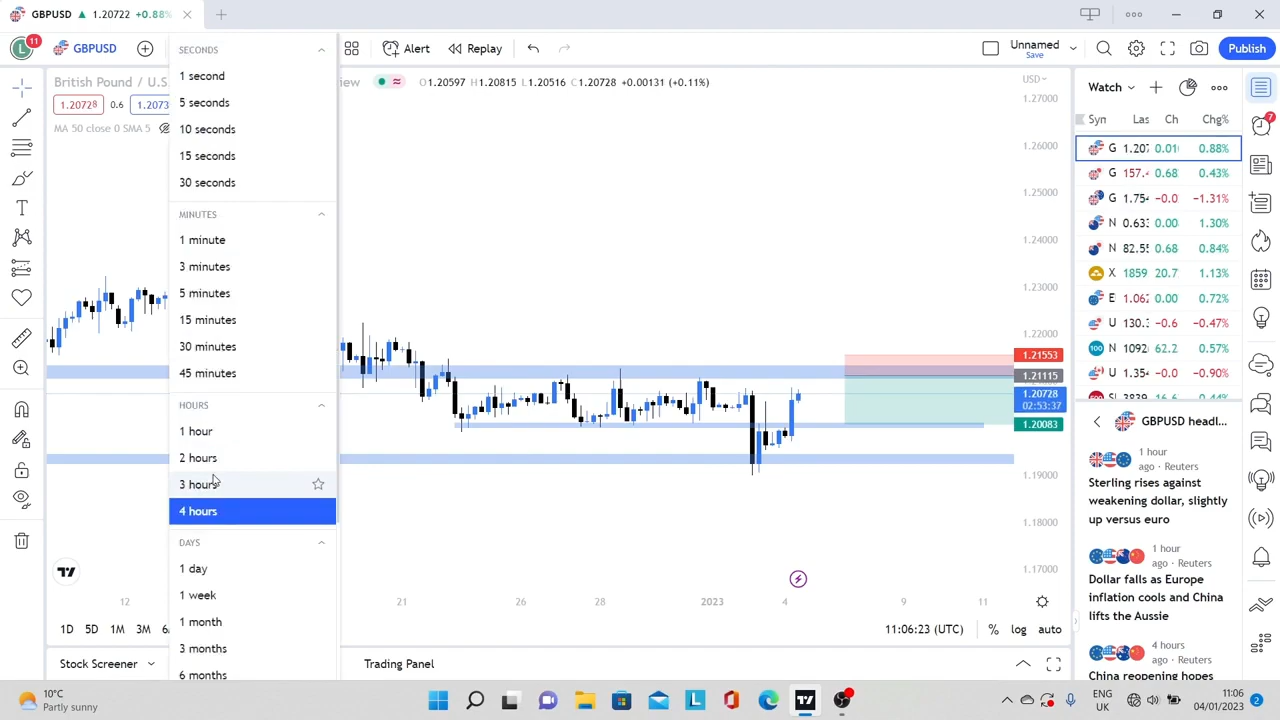 GBPUSD 1.20722 +0.88%
L 11 GBPUSD
Alert
Replay
Unnamed
Save
Publish
British Pound / U.S.
O1.20597 H1.20815 L1.20516 C1.20728 +0.00131 (+0.11%)
1.20728 0.6
MA 50 close 0 SMA 5
SECONDS
1 second
5 seconds
10 seconds
15 seconds
30 seconds
MINUTES
1 minute
3 minutes
5 minutes
15 minutes
30 minutes
45 minutes
HOURS
1 hour
2 hours
3 hours
4 hours
DAYS
1 day
1 week
1 month
3 months
6 months
USD
1.27000
1.26000
1.25000
1.24000
1.23000
1.22000
1.21553
1.21115
1.20728
02:53:37
1.20083
1.19000
1.18000
1.17000
12 21 26 28 2023 4 9 11
1D 5D 1M 3M
11:06:23 (UTC) % log auto
Stock Screener
Trading Panel
Watch
Chg%
G 0.88%
G 0.43%
G -1.31%
N 1.30%
N 0.84%
X 1859 1.13%
E 0.72%
U -0.47%
N 0.57%
U -0.90%
7
GBPUSD headl...
1 hour
ago · Reuters
Sterling rises against
weakening dollar, slightly
up versus euro
1 hour
ago · Reuters
Dollar falls as Europe
inflation cools and China
lifts the Aussie
4 hours
ago · Reuters
China reopening hopes
10°C
Partly sunny
ENG
UK
11:06
04/01/2023
2